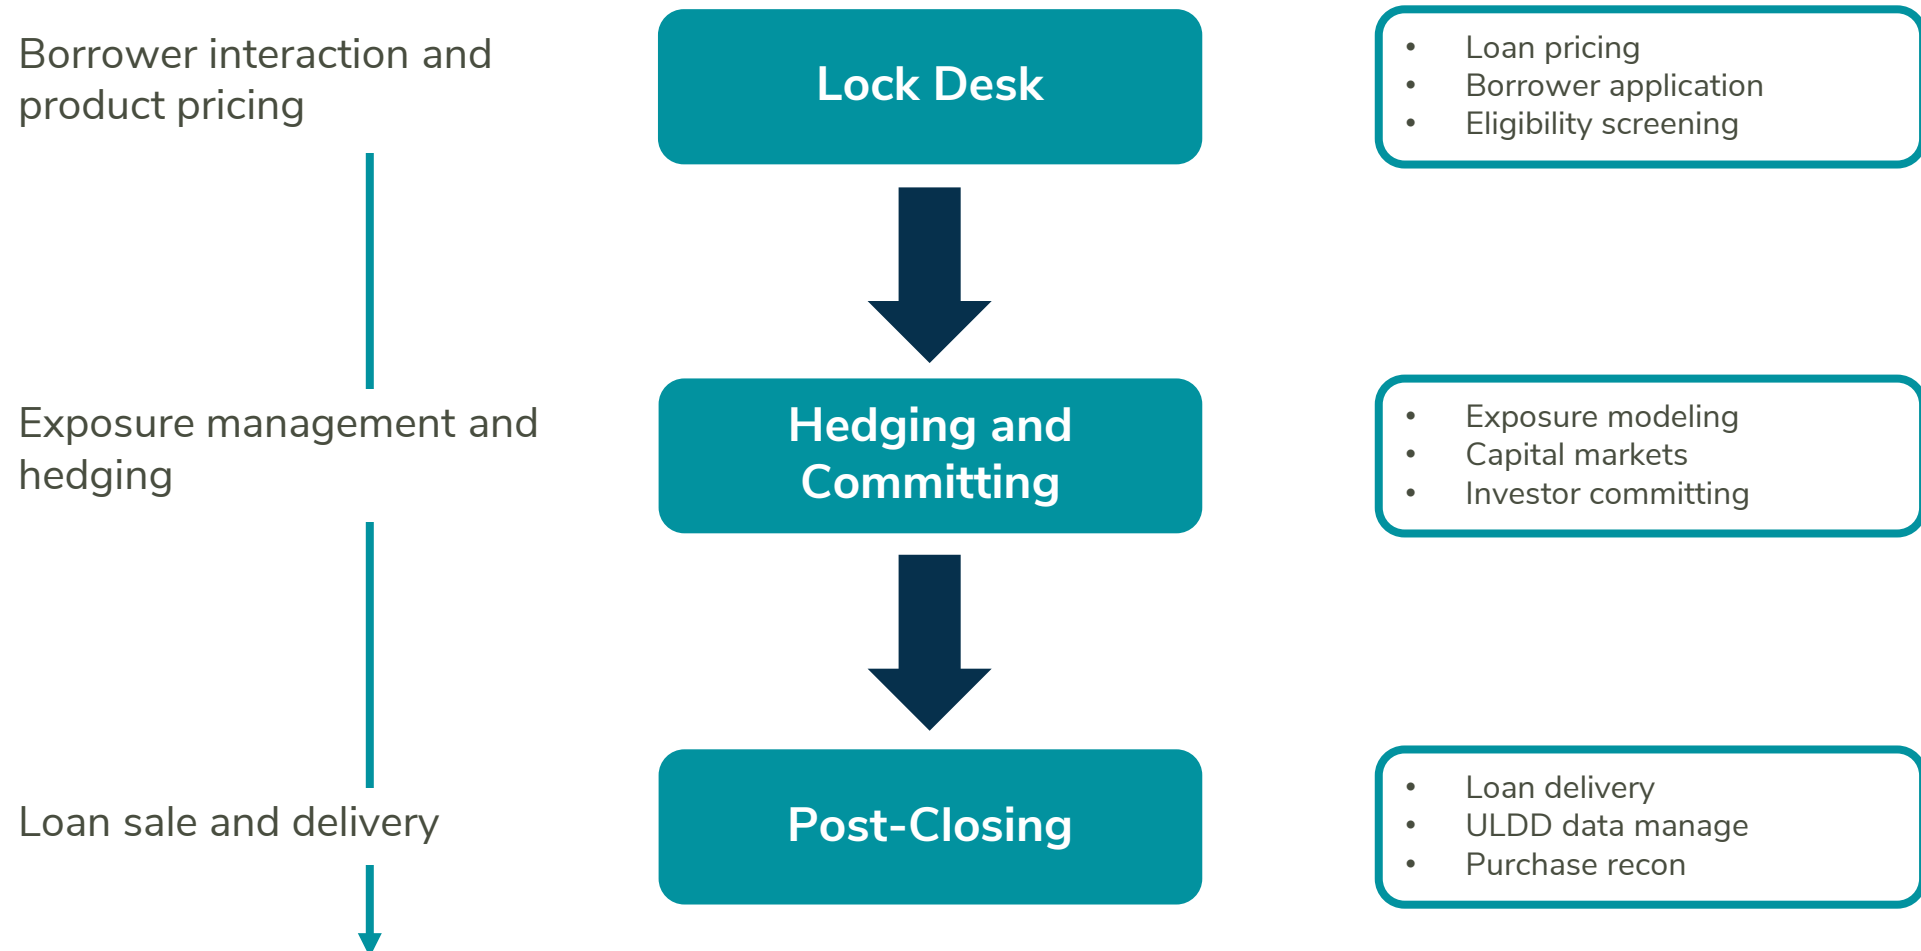 Borrower interaction and
product pricing
Lock Desk
• Loan pricing
• Borrower application
• Eligibility screening
Exposure management and
hedging
Hedging and
Committing
• Exposure modeling
• Capital markets
• Investor committing
Loan sale and delivery
Post-Closing
• Loan delivery
• ULDD data manage
• Purchase recon